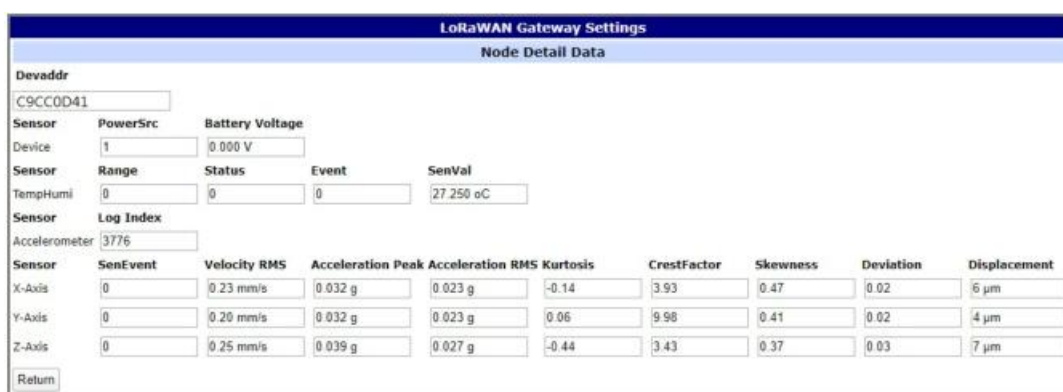 LoRaWAN Gateway Settings
Node Detail Data
Devaddr
C9CC0D41
Sensor PowerSrc Battery Voltage
Device 1 0.000 V
Sensor Range Status Event SenVal
TempHumi 0 0 0 27.250 oC
Sensor Log Index
Accelerometer 3776
Sensor SenEvent Velocity RMS Acceleration Peak Acceleration RMS Kurtosis CrestFactor Skewness Deviation Displacement
X-Axis 0 0.23 mm/s 0.032 g 0.023 g -0.14 3.93 0.47 0.02 6 µm
Y-Axis 0 0.20 mm/s 0.032 g 0.023 g 0.06 9.98 0.41 0.02 4 µm
Z-Axis 0 0.25 mm/s 0.039 g 0.027 g -0.44 3.43 0.37 0.03 7 µm
Return